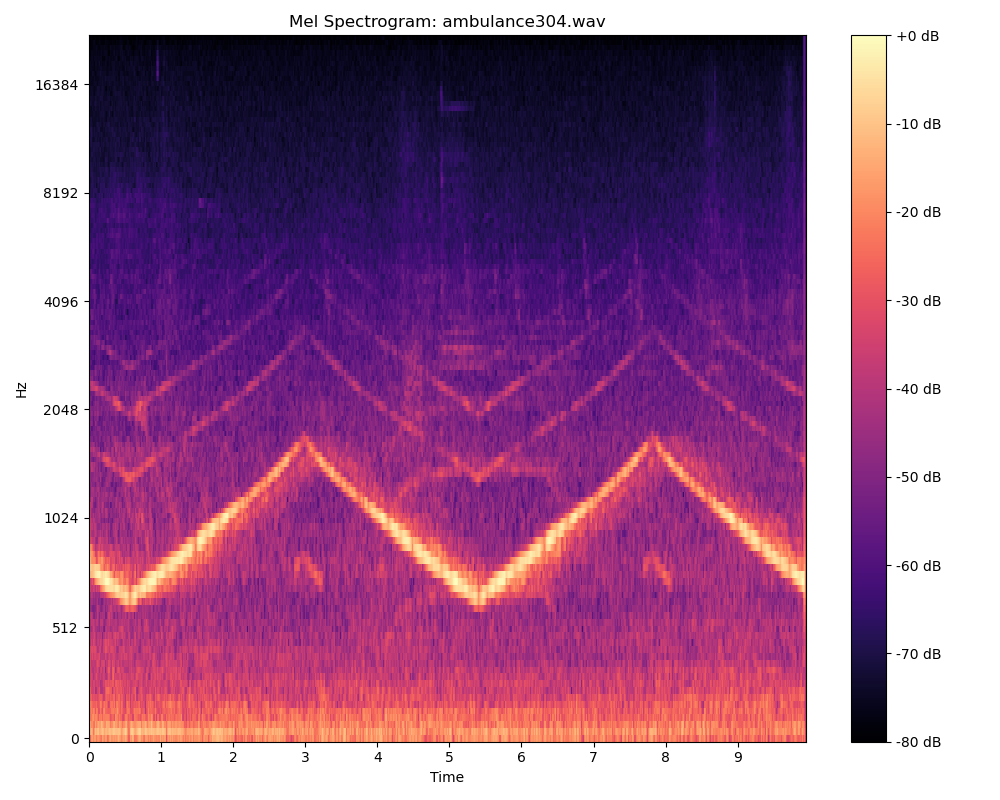 Mel Spectrogram: ambulance304.wav
+0 dB
16384
-10 dB
8192
-20 dB
4096
-30 dB
Hz
2048
-40 dB
-50 dB
1024
-60 dB
512
-70 dB
0
-80 dB
0 1 2 3 4 5 6 7 8 9
Time